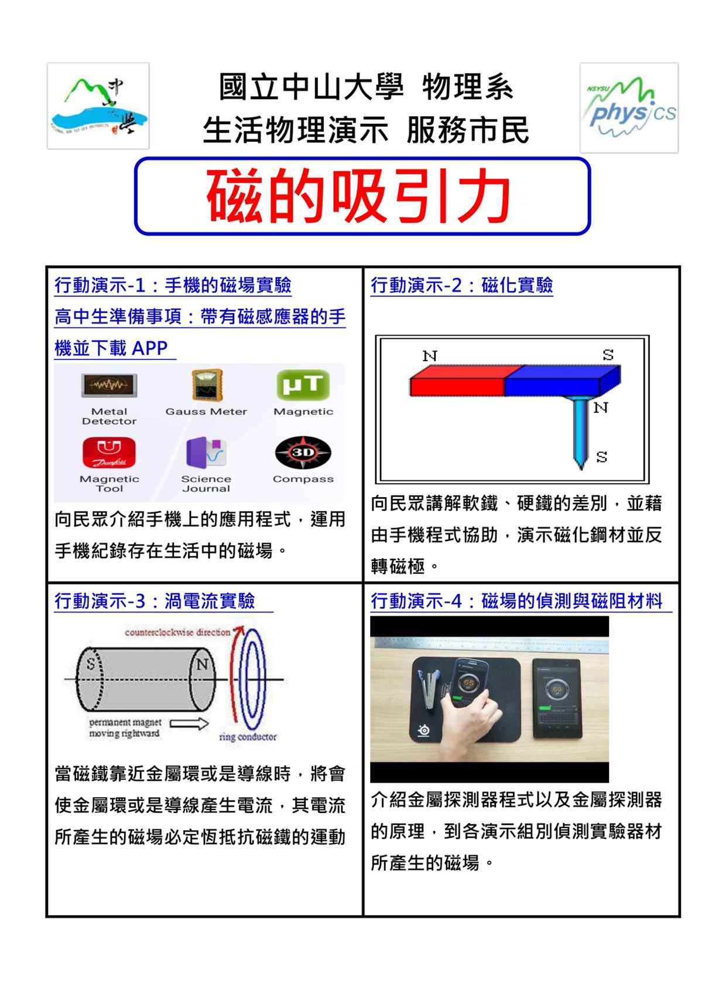 中山大學
NATIONAL SUN YAT-SEN UNIVERSITY
國立中山大學 物理系
生活物理演示 服務市民
NSYSU
physics
磁的吸引力
行動演示-1：手機的磁場實驗
高中生準備事項：帶有磁感應器的手
機並下載 APP
µT
Metal
Detector
Gauss Meter
Magnetic
Danfoss
3D
Magnetic
Tool
Science
Journal
Compass
向民眾介紹手機上的應用程式，運用
手機紀錄存在生活中的磁場。
行動演示-2：磁化實驗
N
S
N
S
向民眾講解軟鐵、硬鐵的差別，並藉
由手機程式協助，演示磁化鋼材並反
轉磁極。
行動演示-3：渦電流實驗
counterclockwise direction
S
N
permanent magnet
moving rightward
ring conductor
當磁鐵靠近金屬環或是導線時，將會
使金屬環或是導線產生電流，其電流
所產生的磁場必定恆抵抗磁鐵的運動
行動演示-4：磁場的偵測與磁阻材料
65
60
介紹金屬探測器程式以及金屬探測器
的原理，到各演示組別偵測實驗器材
所產生的磁場。